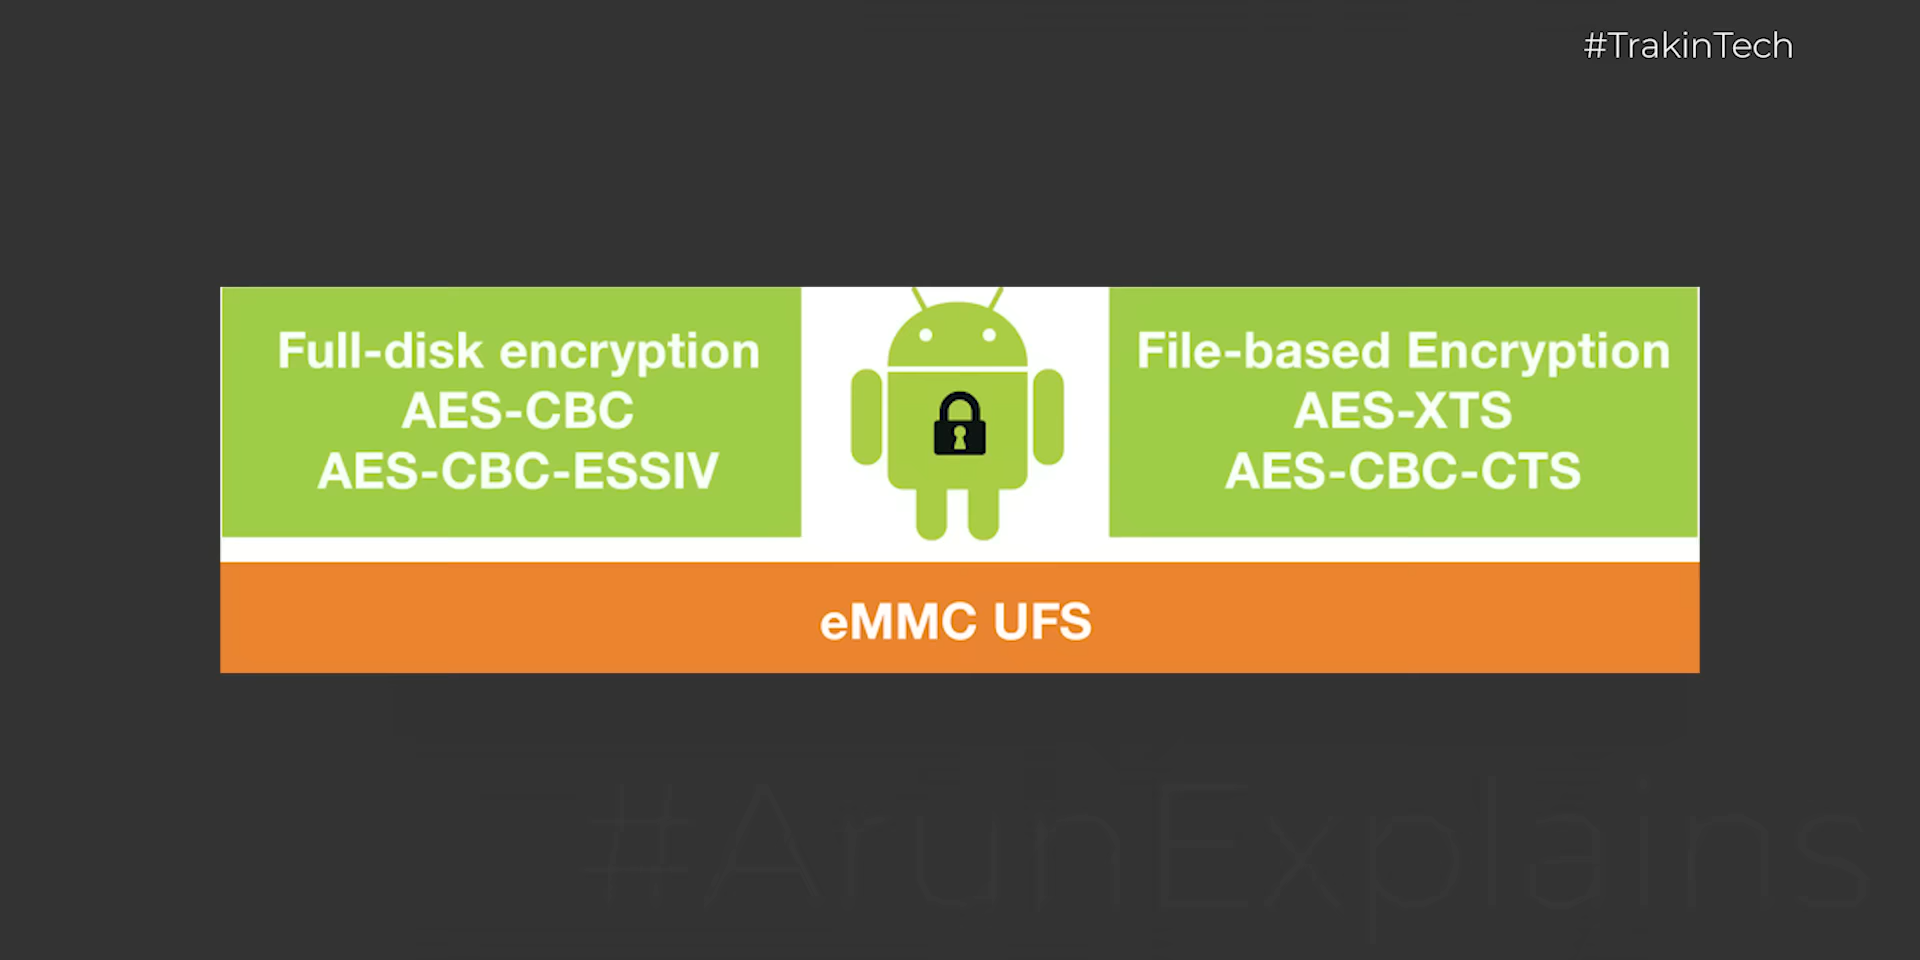 #TrakinTech
Full-disk encryption
AES-CBC
AES-CBC-ESSIV
File-based Encryption
AES-XTS
AES-CBC-CTS
eMMC UFS
#ArunExplains